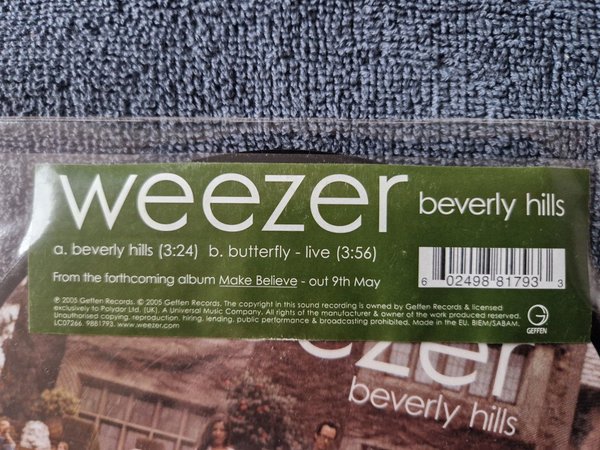 weezer beverly hills
a. beverly hills (3:24) b. butterfly - live (3:56)
From the forthcoming album Make Believe - out 9th May
6 02498 81793 3
℗ 2005 Geffen Records. © 2005 Geffen Records. The copyright in this sound recording is owned by Geffen Records & licensed
exclusively to Polydor Ltd. (UK). A Universal Music Company. All rights of the manufacturer & owner of the work produced reserved.
Unauthorised copying, reproduction, hiring, lending, public performance & broadcasting prohibited. Made in the EU. BIEM/SABAM.
LC07266. 9881793. www.weezer.com
GEFFEN
ezer
beverly hills